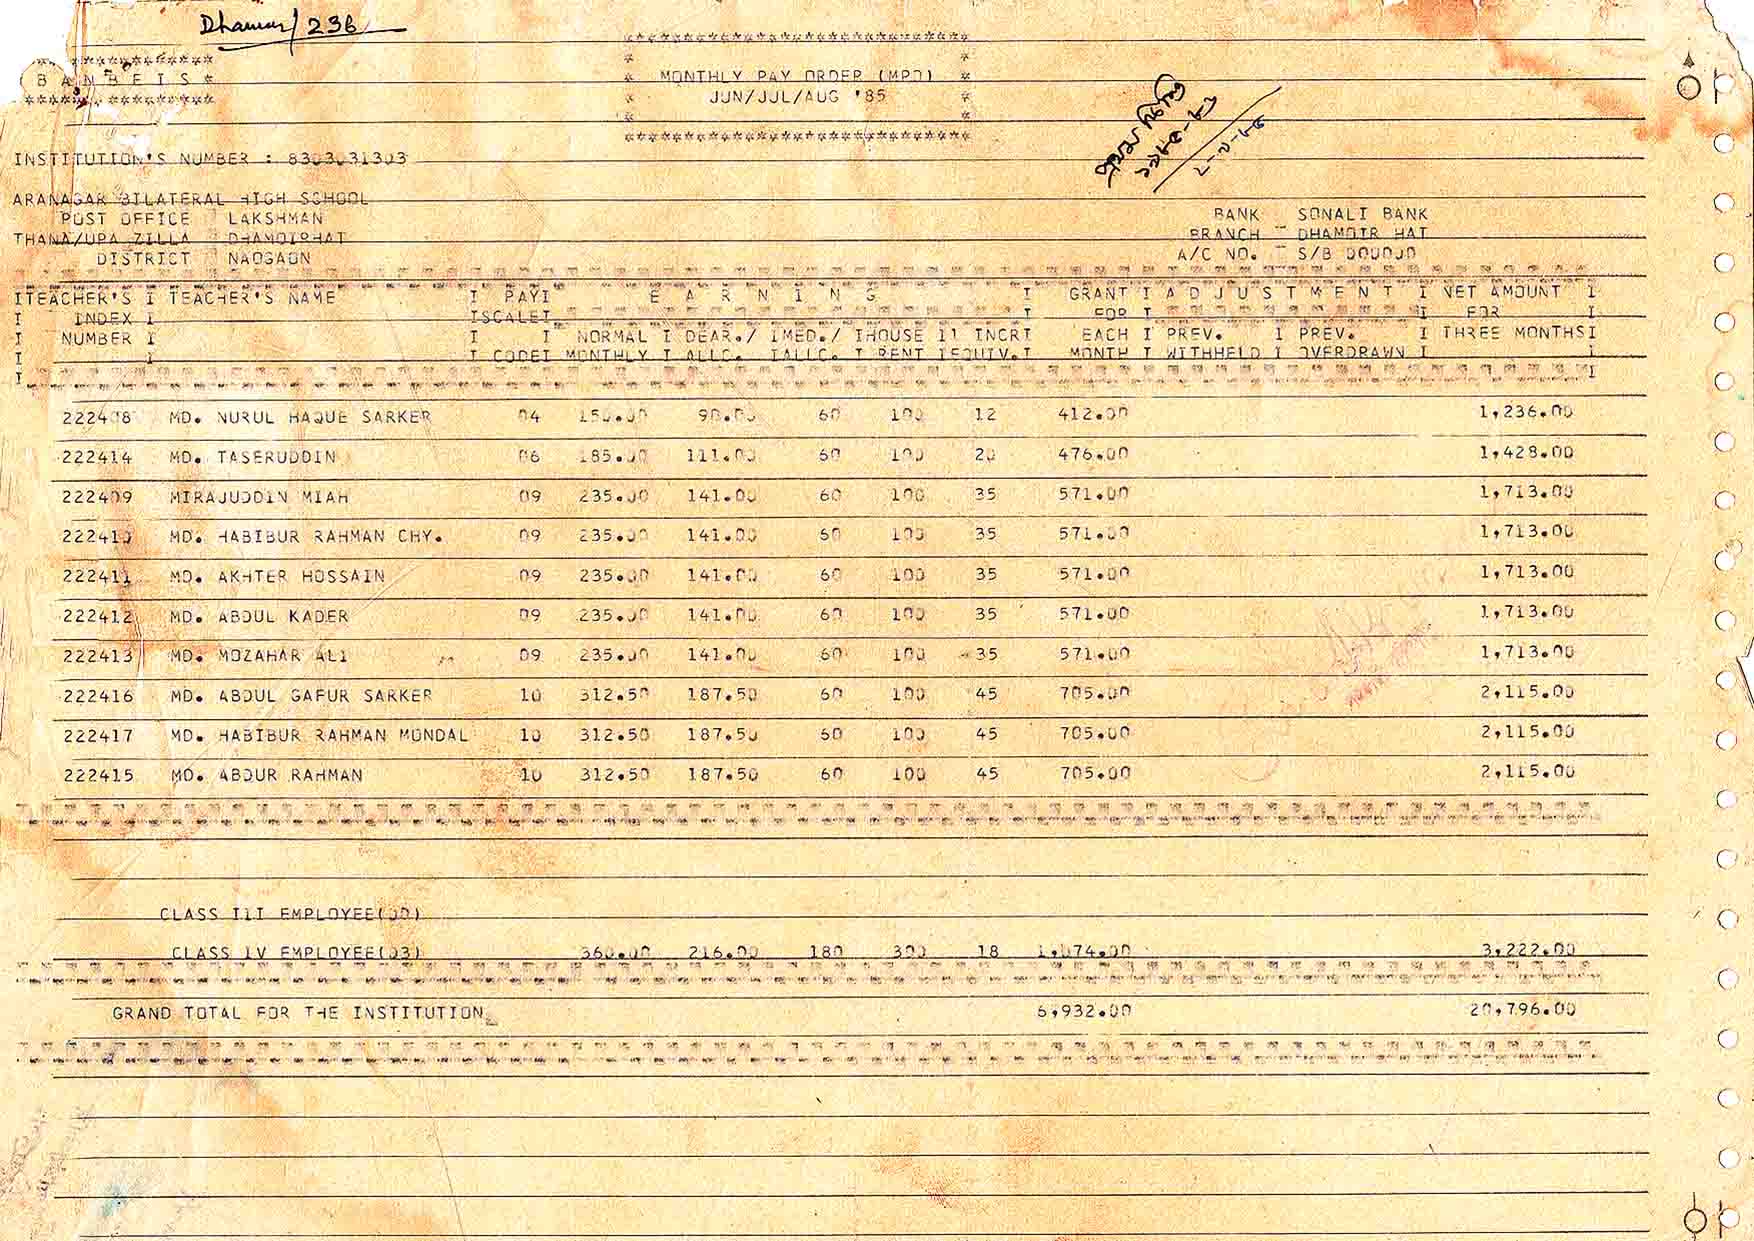 Dhamur/236
*************************
************
* MONTHLY PAY ORDER (MPO) *
B A N B E I S *
* JUN/JUL/AUG '85 *
*************************
INSTITUTION'S NUMBER : 8303031303
ARANAGAR BILATERAL HIGH SCHOOL
POST OFFICE LAKSHMAN
BANK SONALI BANK
THANA/UPA ZILLA DHAMOIRHAT
BRANCH - DHAMOIR HAT
DISTRICT NAOGAON
A/C NO. - S/B 000000
ITEACHER'S I TEACHER'S NAME I PAYI E A R N I N G I GRANT I A D J U S T M E N T I NET AMOUNT I
I INDEX I ISCALEI I FOR I I FOR I
I NUMBER I I I NORMAL I DEAR./ IMED./ IHOUSE I1 INCRI EACH I PREV. I PREV. I THREE MONTHSI
I I I CODEI MONTHLY I ALLC. IALLC. I RENT IEQUIV.I MONTH I WITHHELD I OVERDRAWN I I
222408 MD. NURUL HAQUE SARKER 04 150.00 90.00 60 100 12 412.00 1,236.00
222414 MD. TASERUDDIN 06 185.00 111.00 60 100 20 476.00 1,428.00
222409 MIRAJUDDIN MIAH 09 235.00 141.00 60 100 35 571.00 1,713.00
222410 MD. HABIBUR RAHMAN CHY. 09 235.00 141.00 60 100 35 571.00 1,713.00
222411 MD. AKHTER HOSSAIN 09 235.00 141.00 60 100 35 571.00 1,713.00
222412 MD. ABDUL KADER 09 235.00 141.00 60 100 35 571.00 1,713.00
222413 MD. MOZAHAR ALI 09 235.00 141.00 60 100 35 571.00 1,713.00
222416 MD. ABDUL GAFUR SARKER 10 312.50 187.50 60 100 45 705.00 2,115.00
222417 MD. HABIBUR RAHMAN MONDAL 10 312.50 187.50 60 100 45 705.00 2,115.00
222415 MD. ABDUR RAHMAN 10 312.50 187.50 60 100 45 705.00 2,115.00
CLASS III EMPLOYEE(00)
CLASS IV EMPLOYEE(03) 360.00 216.00 180 300 18 1,074.00 3,222.00
GRAND TOTAL FOR THE INSTITUTION 6,932.00 20,796.00